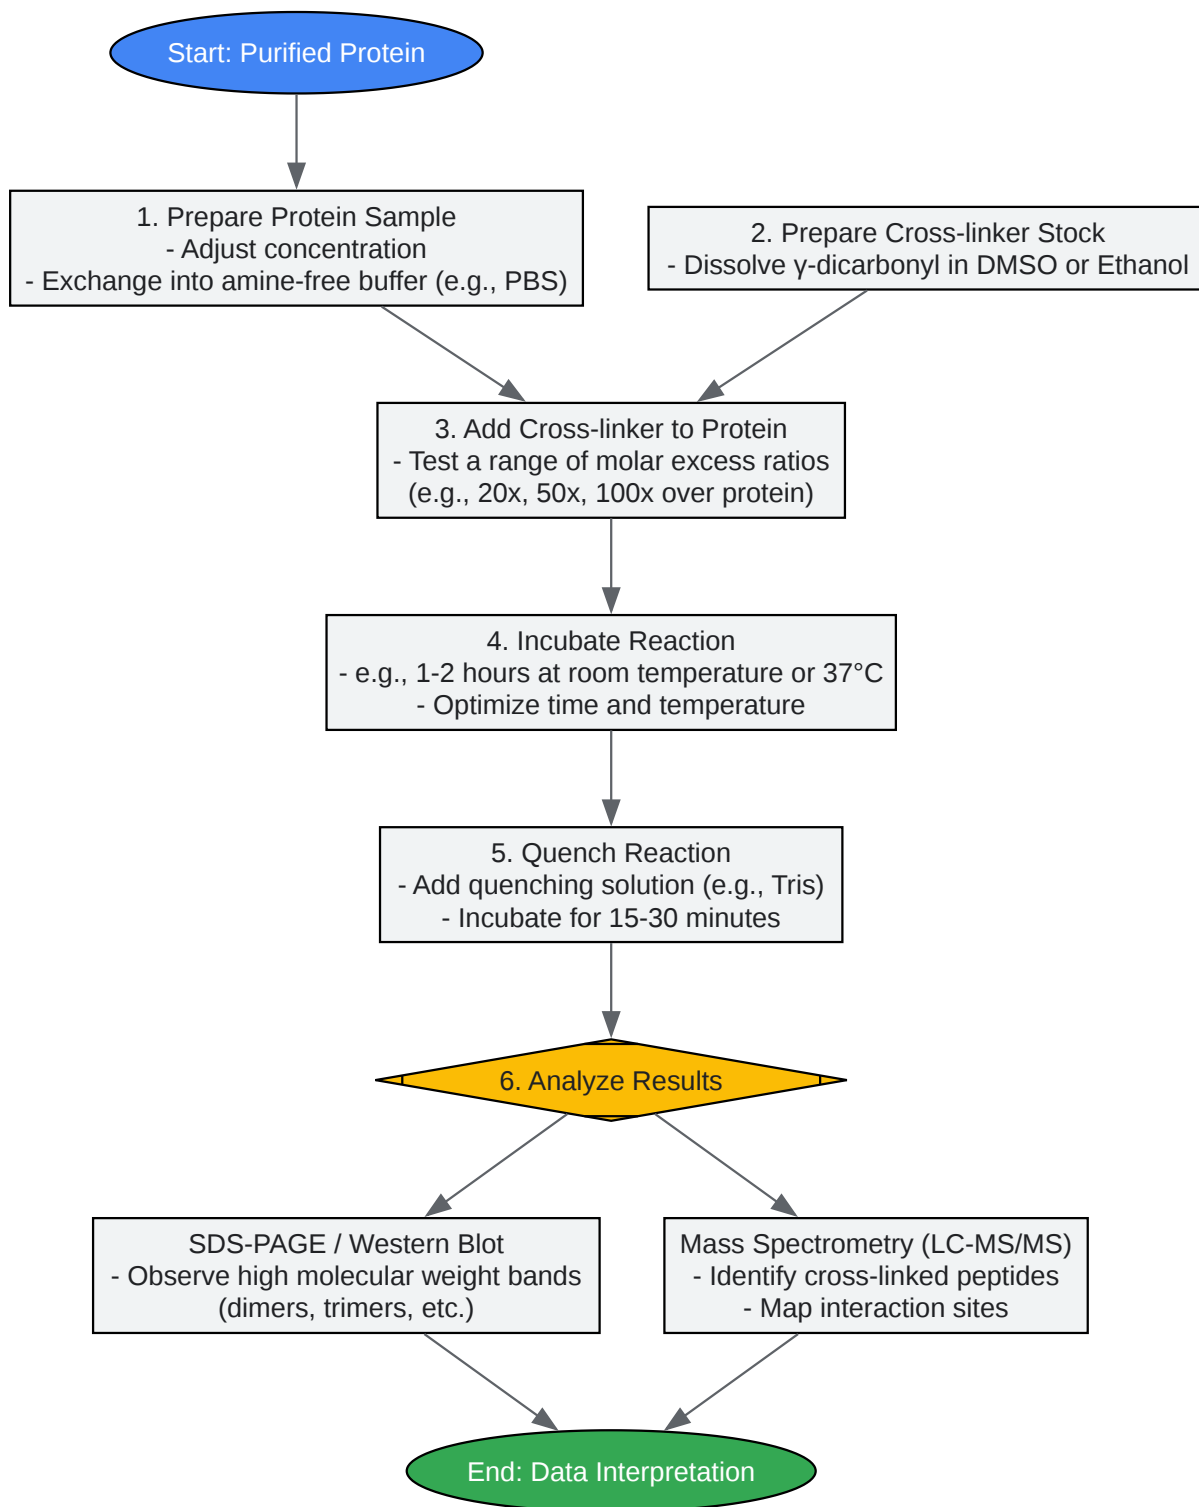 Start: Purified Protein
1. Prepare Protein Sample
- Adjust concentration
- Exchange into amine-free buffer (e.g., PBS)
2. Prepare Cross-linker Stock
- Dissolve γ-dicarbonyl in DMSO or Ethanol
3. Add Cross-linker to Protein
- Test a range of molar excess ratios
(e.g., 20x, 50x, 100x over protein)
4. Incubate Reaction
- e.g., 1-2 hours at room temperature or 37°C
- Optimize time and temperature
5. Quench Reaction
- Add quenching solution (e.g., Tris)
- Incubate for 15-30 minutes
6. Analyze Results
SDS-PAGE / Western Blot
- Observe high molecular weight bands
(dimers, trimers, etc.)
Mass Spectrometry (LC-MS/MS)
- Identify cross-linked peptides
- Map interaction sites
End: Data Interpretation